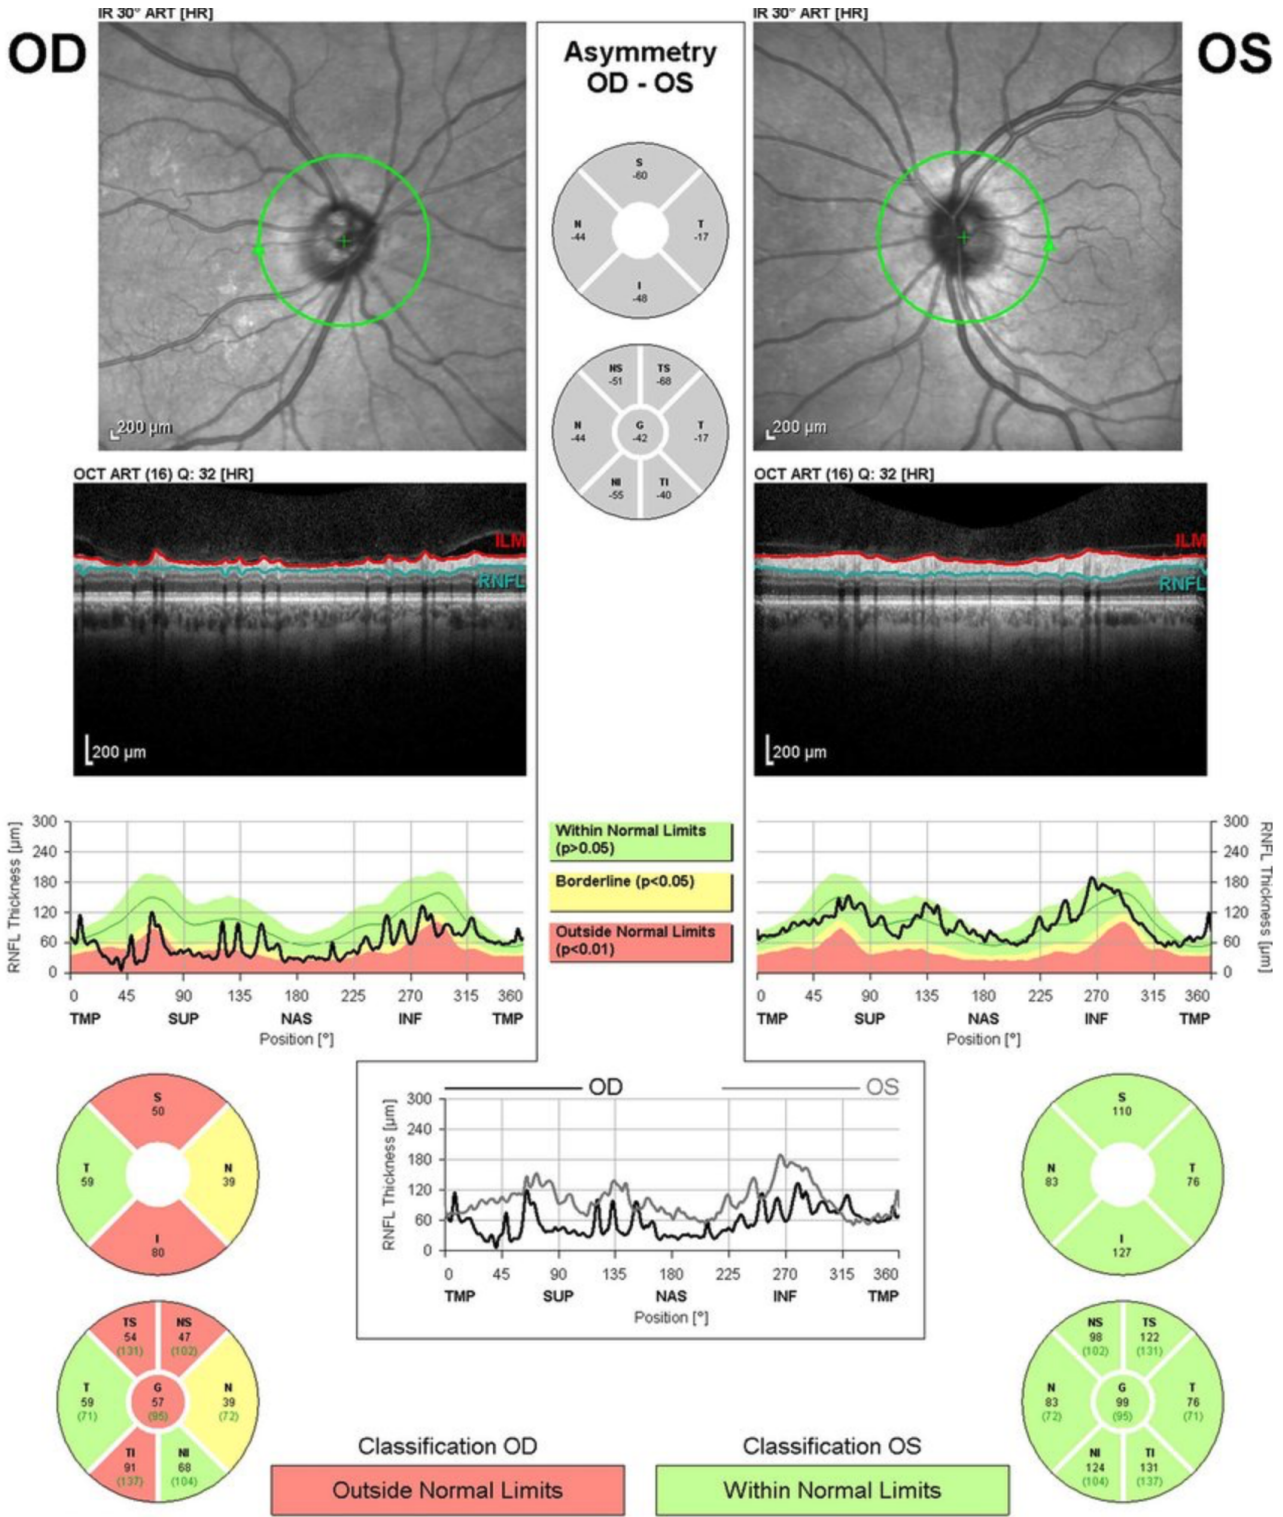 IR 30° ART [HR]
OD
Asymmetry
OD - OS
IR 30° ART [HR]
OS
S
-60
N
-44
T
-17
I
-48
NS
-51
TS
-68
N
-44
G
-42
T
-17
NI
-55
TI
-40
200 µm
200 µm
OCT ART (16) Q: 32 [HR]
ILM
RNFL
200 µm
OCT ART (16) Q: 32 [HR]
ILM
RNFL
200 µm
RNFL Thickness [µm]
300
240
180
120
60
0
0 45 90 135 180 225 270 315 360
TMP SUP NAS INF TMP
Position [°]
Within Normal Limits
(p>0.05)
Borderline (p<0.05)
Outside Normal Limits
(p<0.01)
300
240
180
120
60
0
RNFL Thickness [µm]
0 45 90 135 180 225 270 315 360
TMP SUP NAS INF TMP
Position [°]
S
50
T
59
N
39
I
80
OD
OS
RNFL Thickness [µm]
300
240
180
120
60
0
0 45 90 135 180 225 270 315 360
TMP SUP NAS INF TMP
Position [°]
S
110
N
83
T
76
I
127
TS
54
(131)
NS
47
(102)
T
59
(71)
G
57
(95)
N
39
(72)
TI
91
(137)
NI
68
(104)
NS
98
(102)
TS
122
(131)
N
83
(72)
G
99
(95)
T
76
(71)
NI
124
(104)
TI
131
(137)
Classification OD
Outside Normal Limits
Classification OS
Within Normal Limits